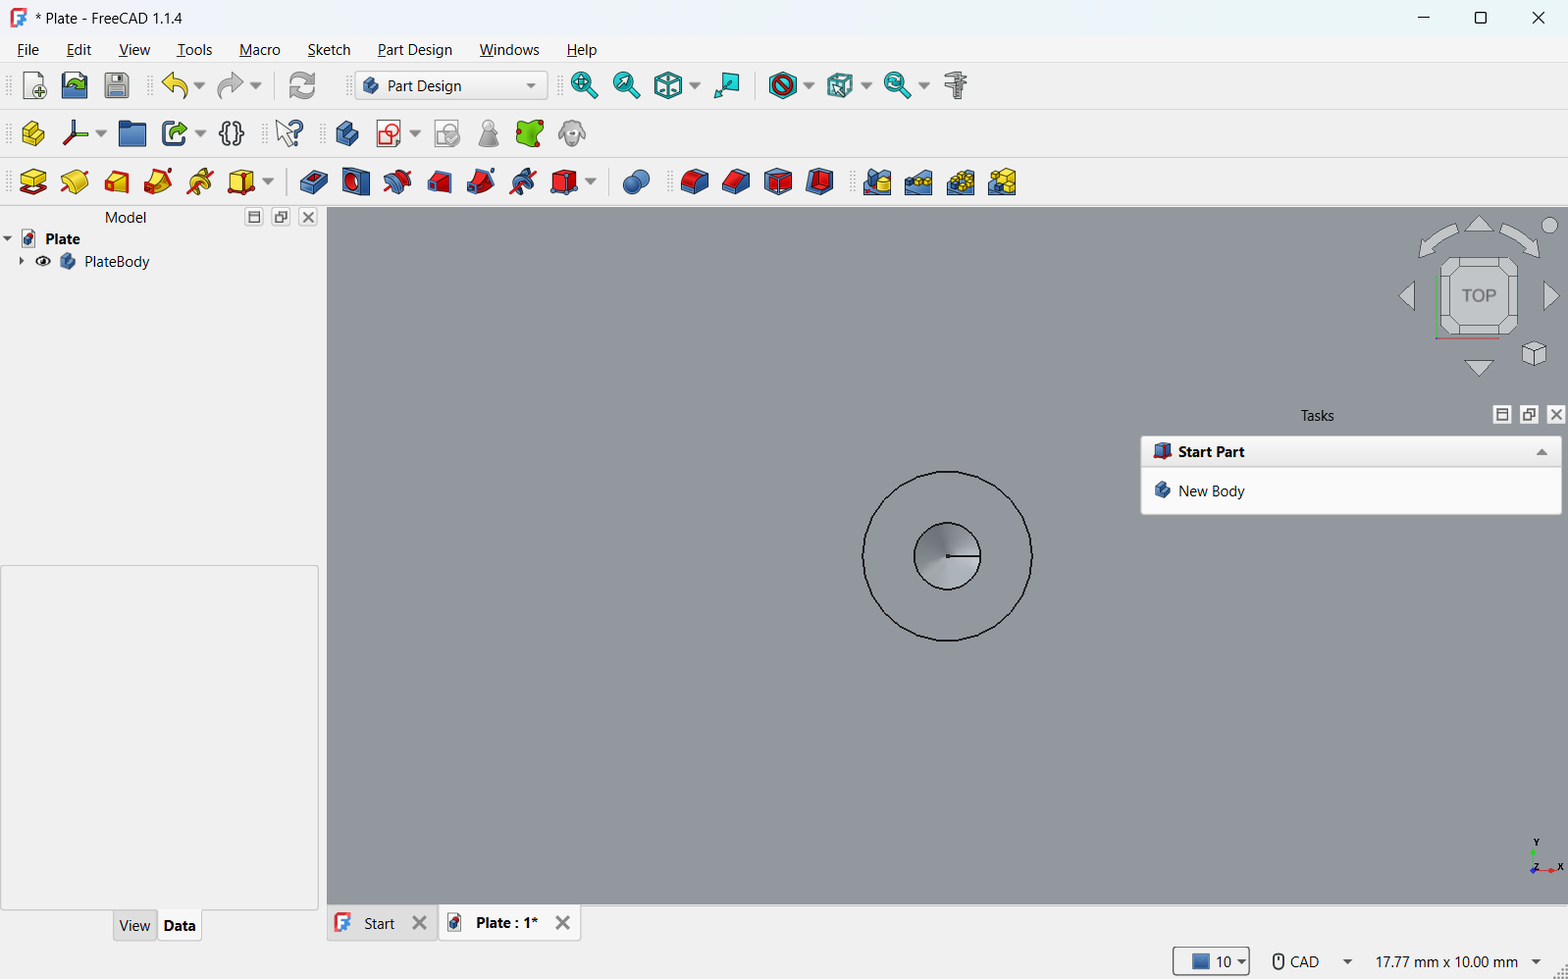 * Plate - FreeCAD 1.1.4
File Edit View Tools Macro Sketch Part Design Windows Help
Part Design
Model
Plate
PlateBody
TOP
Tasks
Start Part
New Body
Y
Z X
View Data
Start Plate : 1*
10 CAD 17.77 mm x 10.00 mm